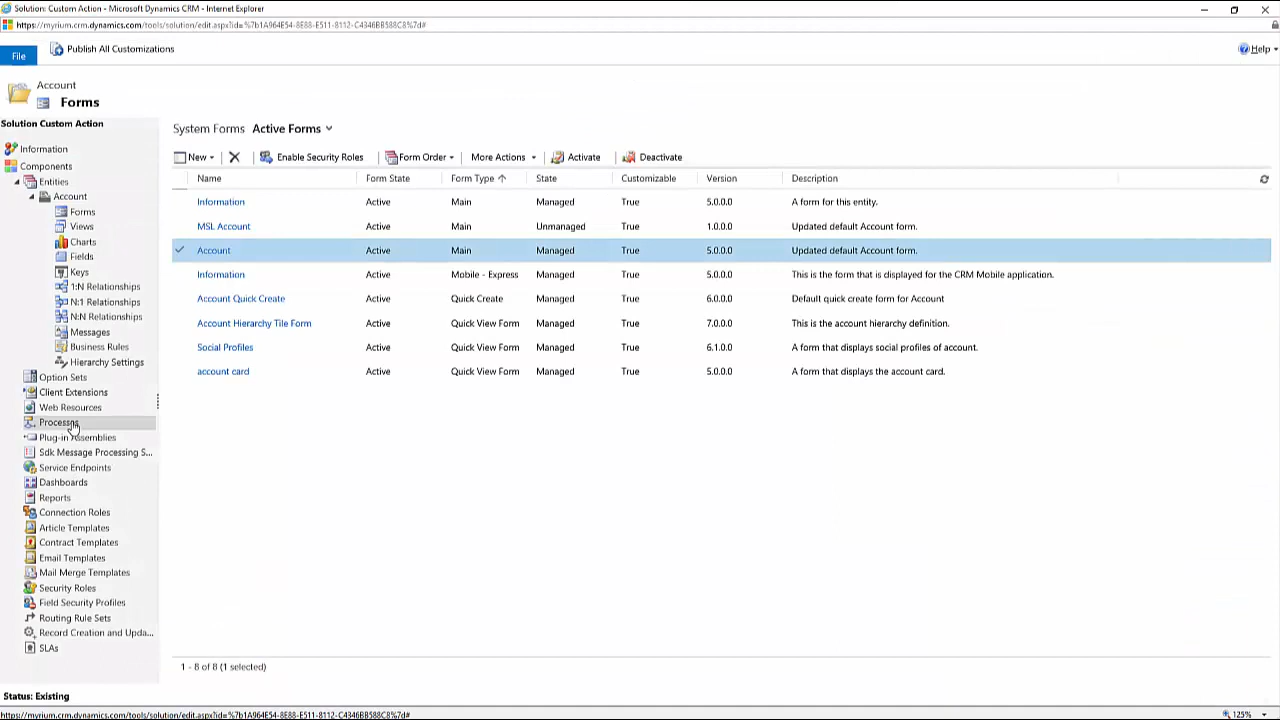 Solution: Custom Action - Microsoft Dynamics CRM - Internet Explorer
https://myrium.crm.dynamics.com/tools/solution/edit.aspx?id=%7b1A964E54-8E88-E511-8112-C4346BB588C8%7d#
File
Publish All Customizations
Help
Account
Forms
Solution Custom Action
Information
Components
Entities
Account
Forms
Views
Charts
Fields
Keys
1:N Relationships
N:1 Relationships
N:N Relationships
Messages
Business Rules
Hierarchy Settings
Option Sets
Client Extensions
Web Resources
Processes
Plug-in Assemblies
Sdk Message Processing S...
Service Endpoints
Dashboards
Reports
Connection Roles
Article Templates
Contract Templates
Email Templates
Mail Merge Templates
Security Roles
Field Security Profiles
Routing Rule Sets
Record Creation and Upda...
SLAs
System Forms Active Forms
New Enable Security Roles Form Order More Actions Activate Deactivate
Name Form State Form Type State Customizable Version Description
Information Active Main Managed True 5.0.0.0 A form for this entity.
MSL Account Active Main Unmanaged True 1.0.0.0 Updated default Account form.
Account Active Main Managed True 5.0.0.0 Updated default Account form.
Information Active Mobile - Express Managed True 5.0.0.0 This is the form that is displayed for the CRM Mobile application.
Account Quick Create Active Quick Create Managed True 6.0.0.0 Default quick create form for Account
Account Hierarchy Tile Form Active Quick View Form Managed True 7.0.0.0 This is the account hierarchy definition.
Social Profiles Active Quick View Form Managed True 6.1.0.0 A form that displays social profiles of account.
account card Active Quick View Form Managed True 5.0.0.0 A form that displays the account card.
1 - 8 of 8 (1 selected)
Status: Existing
https://myrium.crm.dynamics.com/tools/solution/edit.aspx?id=%7b1A964E54-8E88-E511-8112-C4346BB588C8%7d#
125%